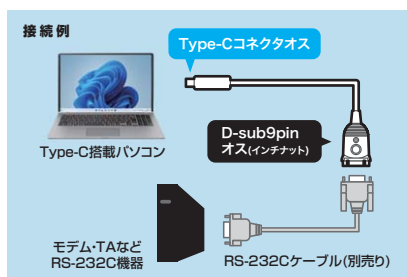 接続例
Type-Cコネクタオス
D-sub9pin
オス(インチナット)
Type-C搭載パソコン
モデム・TAなど
RS-232C機器
RS-232Cケーブル(別売り)